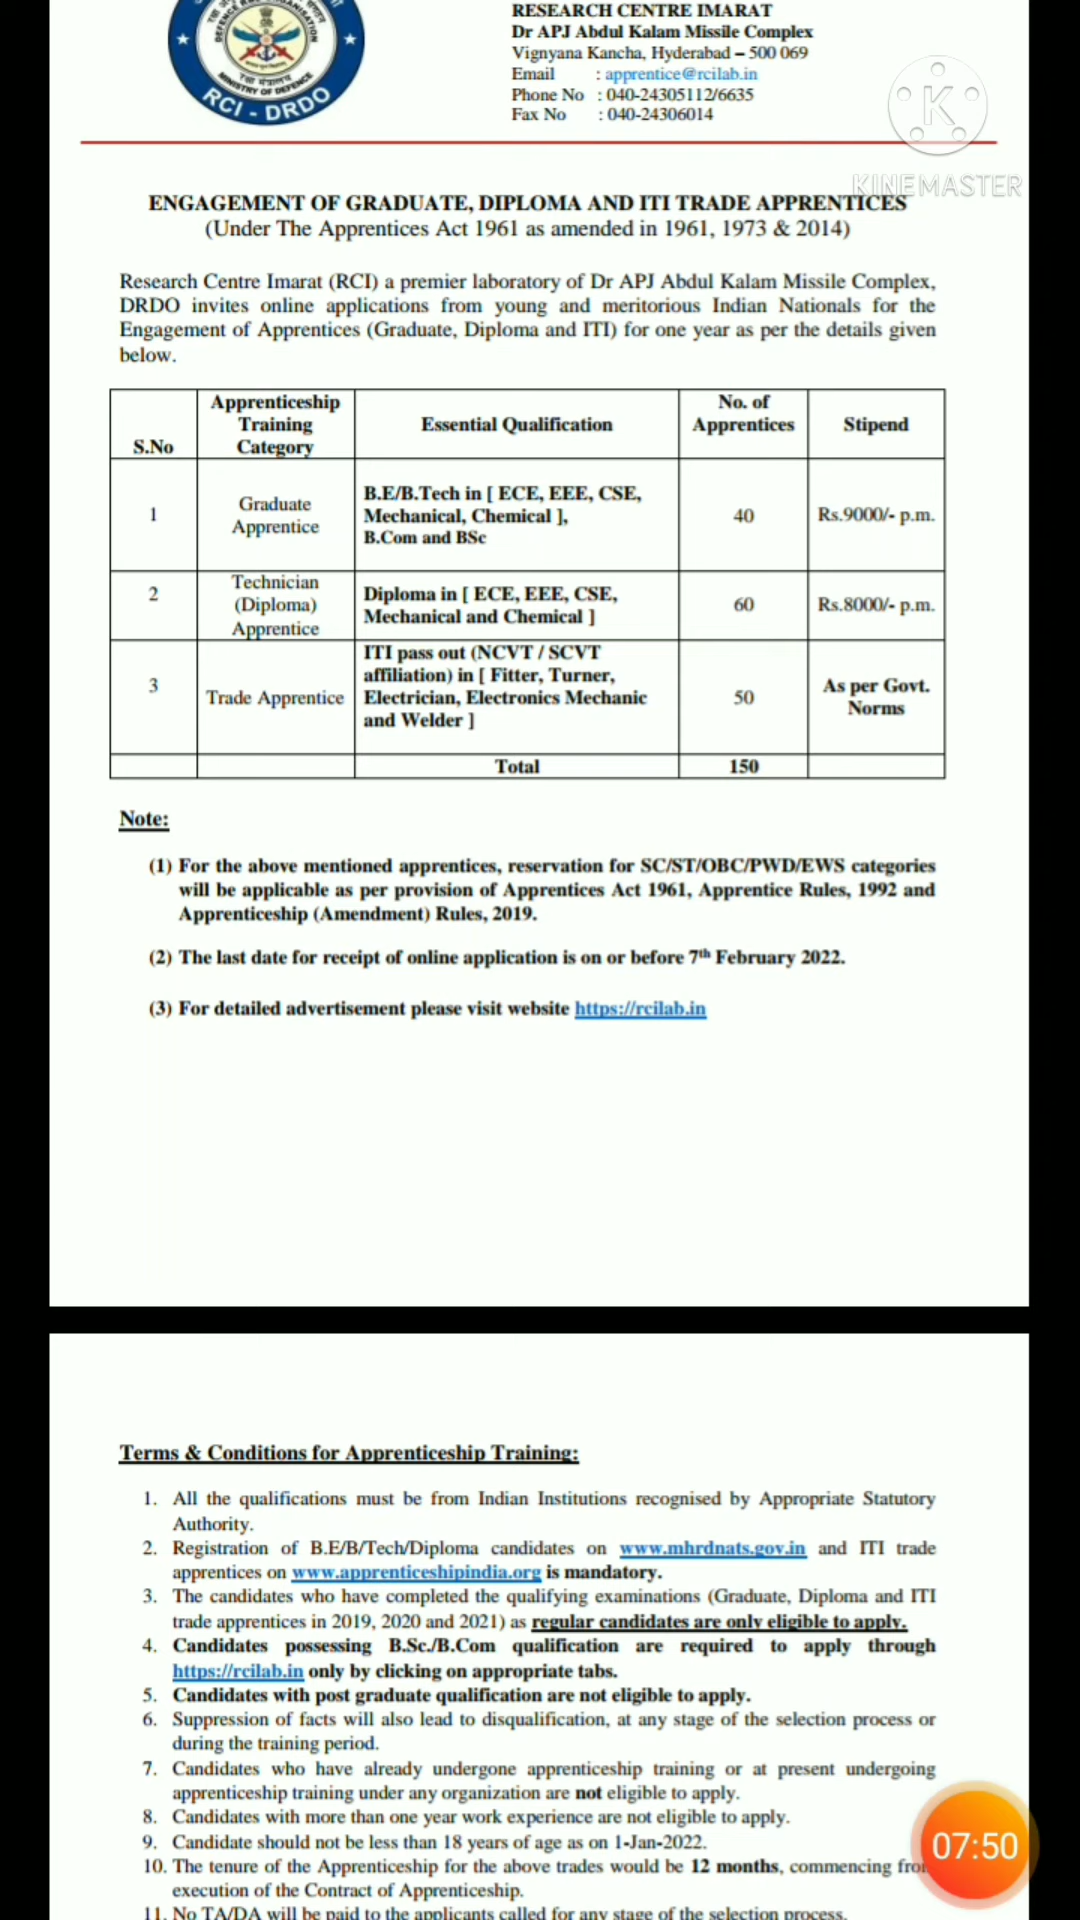 RESEARCH CENTRE IMARAT
Dr APJ Abdul Kalam Missile Complex
Vignyana Kancha, Hyderabad – 500 069
Email : apprentice@rcilab.in
Phone No : 040-24305112/6635
Fax No : 040-24306014
MINISTRY OF DEFENCE
RCI - DRDO
K
KINEMASTER
ENGAGEMENT OF GRADUATE, DIPLOMA AND ITI TRADE APPRENTICES
(Under The Apprentices Act 1961 as amended in 1961, 1973 & 2014)
Research Centre Imarat (RCI) a premier laboratory of Dr APJ Abdul Kalam Missile Complex,
DRDO invites online applications from young and meritorious Indian Nationals for the
Engagement of Apprentices (Graduate, Diploma and ITI) for one year as per the details given
below.
S.No Apprenticeship Training Category Essential Qualification No. of Apprentices Stipend
1 Graduate Apprentice B.E/B.Tech in [ ECE, EEE, CSE, Mechanical, Chemical ], B.Com and BSc 40 Rs.9000/- p.m.
2 Technician (Diploma) Apprentice Diploma in [ ECE, EEE, CSE, Mechanical and Chemical ] 60 Rs.8000/- p.m.
3 Trade Apprentice ITI pass out (NCVT / SCVT affiliation) in [ Fitter, Turner, Electrician, Electronics Mechanic and Welder ] 50 As per Govt. Norms
Total 150
Note:
(1) For the above mentioned apprentices, reservation for SC/ST/OBC/PWD/EWS categories
will be applicable as per provision of Apprentices Act 1961, Apprentice Rules, 1992 and
Apprenticeship (Amendment) Rules, 2019.
(2) The last date for receipt of online application is on or before 7th February 2022.
(3) For detailed advertisement please visit website https://rcilab.in
Terms & Conditions for Apprenticeship Training:
1. All the qualifications must be from Indian Institutions recognised by Appropriate Statutory
Authority.
2. Registration of B.E/B/Tech/Diploma candidates on www.mhrdnats.gov.in and ITI trade
apprentices on www.apprenticeshipindia.org is mandatory.
3. The candidates who have completed the qualifying examinations (Graduate, Diploma and ITI
trade apprentices in 2019, 2020 and 2021) as regular candidates are only eligible to apply.
4. Candidates possessing B.Sc./B.Com qualification are required to apply through
https://rcilab.in only by clicking on appropriate tabs.
5. Candidates with post graduate qualification are not eligible to apply.
6. Suppression of facts will also lead to disqualification, at any stage of the selection process or
during the training period.
7. Candidates who have already undergone apprenticeship training or at present undergoing
apprenticeship training under any organization are not eligible to apply.
8. Candidates with more than one year work experience are not eligible to apply.
9. Candidate should not be less than 18 years of age as on 1-Jan-2022.
07:50
10. The tenure of the Apprenticeship for the above trades would be 12 months, commencing fro
execution of the Contract of Apprenticeship.
11. No TA/DA will be paid to the applicants called for any stage of the selection process.